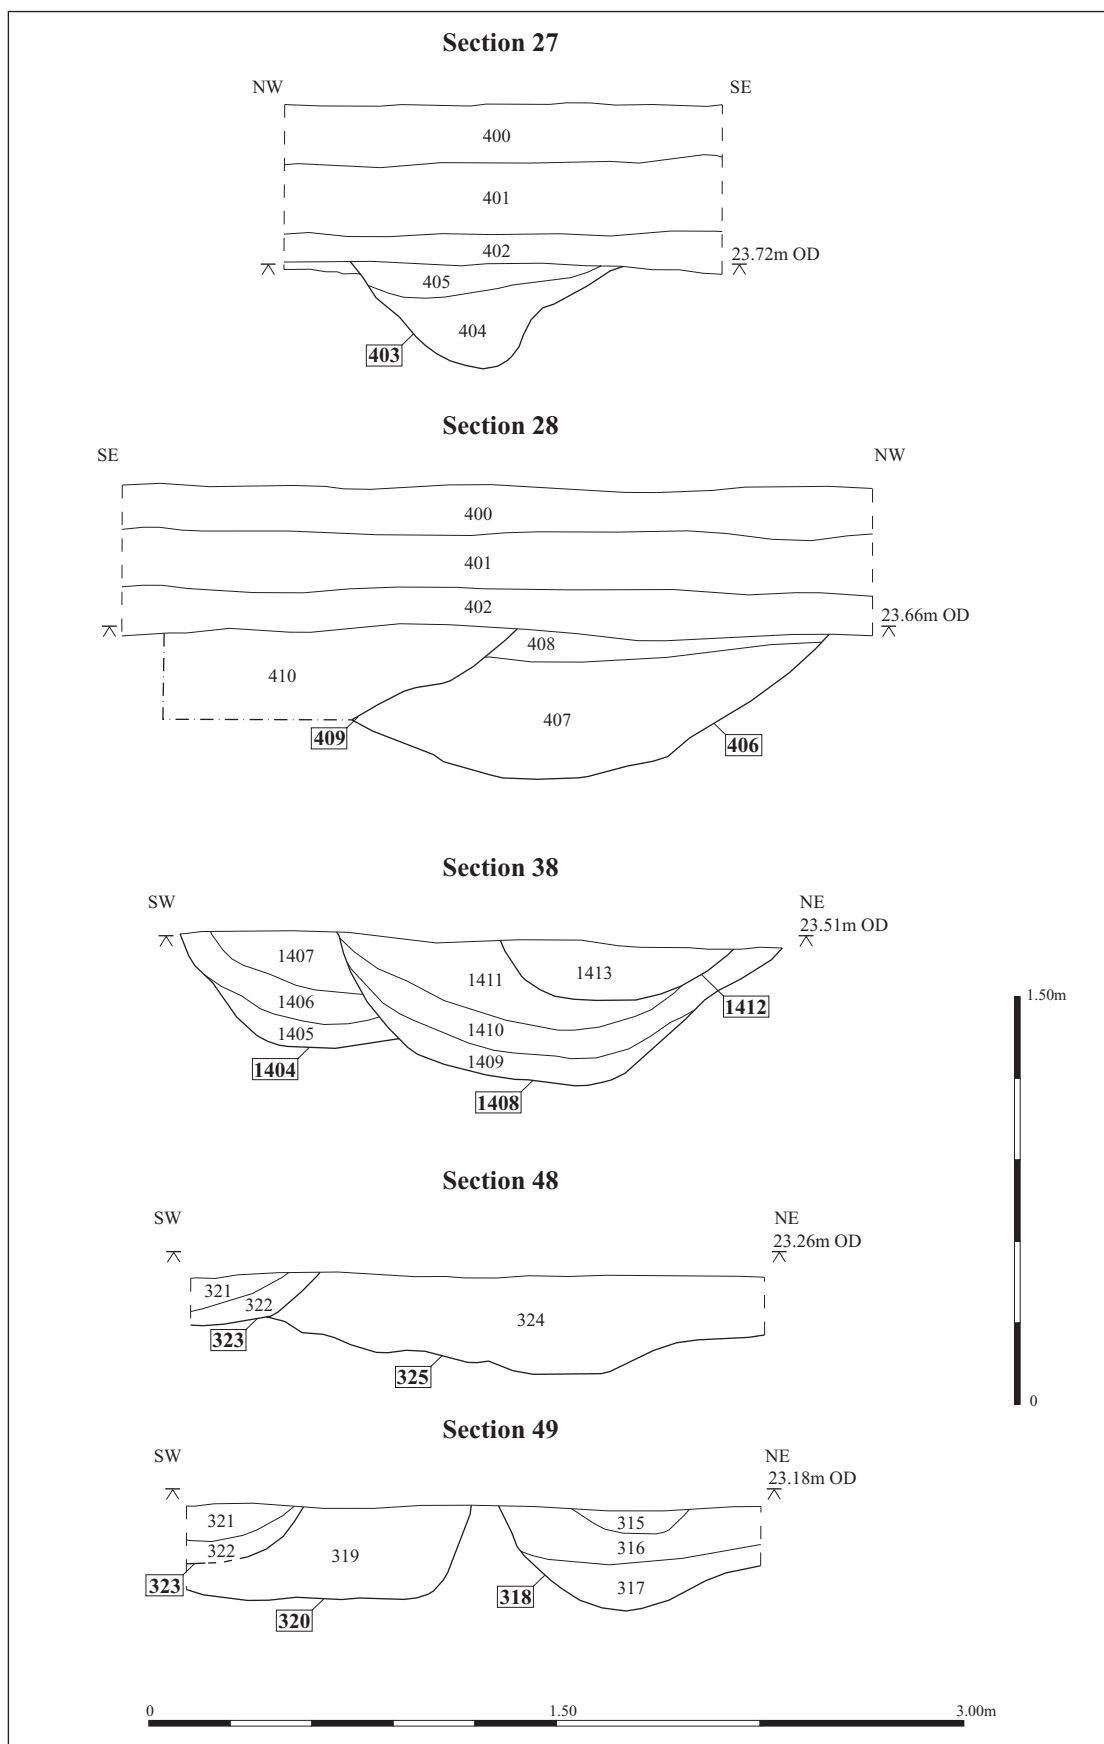 Section 27
NW SE
400
401
402
23.72m OD
405
404
403
Section 28
SE NW
400
401
402
23.66m OD
408
410
407
409
406
Section 38
SW NE
23.51m OD
1407
1411
1413
1406
1412
1410
1405
1409
1404
1408
1.50m
0
Section 48
SW NE
23.26m OD
321
322
324
323
325
Section 49
SW NE
23.18m OD
321
315
322
319
316
323
317
318
320
0 1.50 3.00m